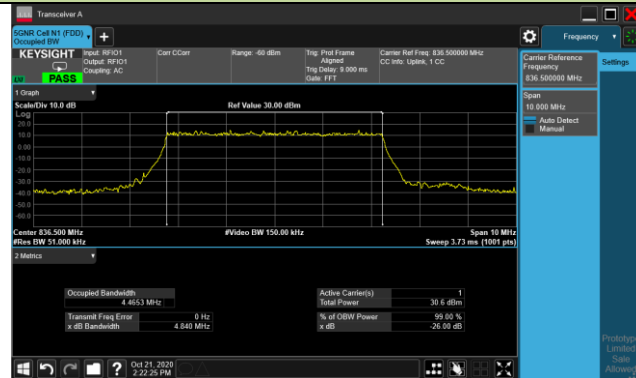 Transceiver A
5GNR Cell N1 (FDD)
Occupied BW
Frequency
KEYSIGHT
Input: RFIO1
Output: RFIO1
Coupling: AC
Corr CCorr
Range: -60 dBm
Trig: Prot Frame
Aligned
Trig Delay: 9.000 ms
Gate: FFT
Carrier Ref Freq: 836.500000 MHz
CC Info: Uplink, 1 CC
PASS
Carrier Reference
Frequency
836.500000 MHz
Settings
Span
10.000 MHz
Auto Detect
Manual
1 Graph
Scale/Div 10.0 dB
Ref Value 30.00 dBm
Log
20.0
10.0
0.00
-10.0
-20.0
-30.0
-40.0
-50.0
-60.0
Center 836.500 MHz
#Video BW 150.00 kHz
Span 10 MHz
#Res BW 51.000 kHz
Sweep 3.73 ms (1001 pts)
2 Metrics
Occupied Bandwidth
4.4653 MHz
Active Carrier(s) 1
Total Power 30.6 dBm
Transmit Freq Error 0 Hz
x dB Bandwidth 4.840 MHz
% of OBW Power 99.00 %
x dB -26.00 dB
Prototype
Limited
Sale
Allowed
Oct 21, 2020
2:22:25 PM